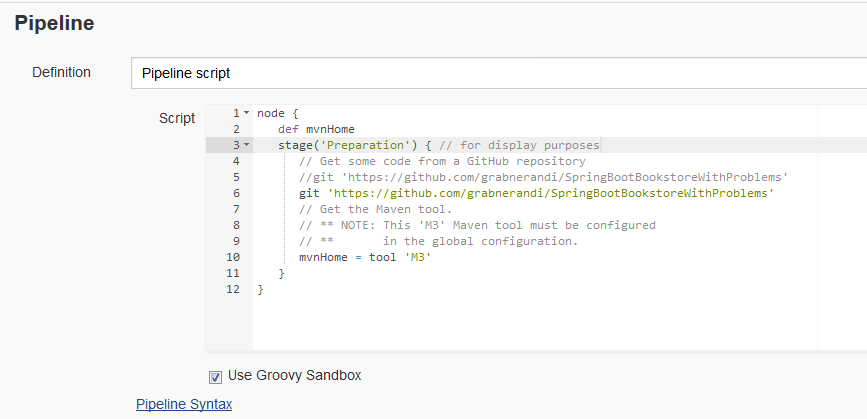 Pipeline
Definition
Pipeline script
Script
1 node {
2 def mvnHome
3 stage('Preparation') { // for display purposes
4 // Get some code from a GitHub repository
5 //git 'https://github.com/grabnerandi/SpringBootBookstoreWithProblems'
6 git 'https://github.com/grabnerandi/SpringBootBookstoreWithProblems'
7 // Get the Maven tool.
8 // ** NOTE: This 'M3' Maven tool must be configured
9 // **       in the global configuration.
10 mvnHome = tool 'M3'
11 }
12 }
Use Groovy Sandbox
Pipeline Syntax